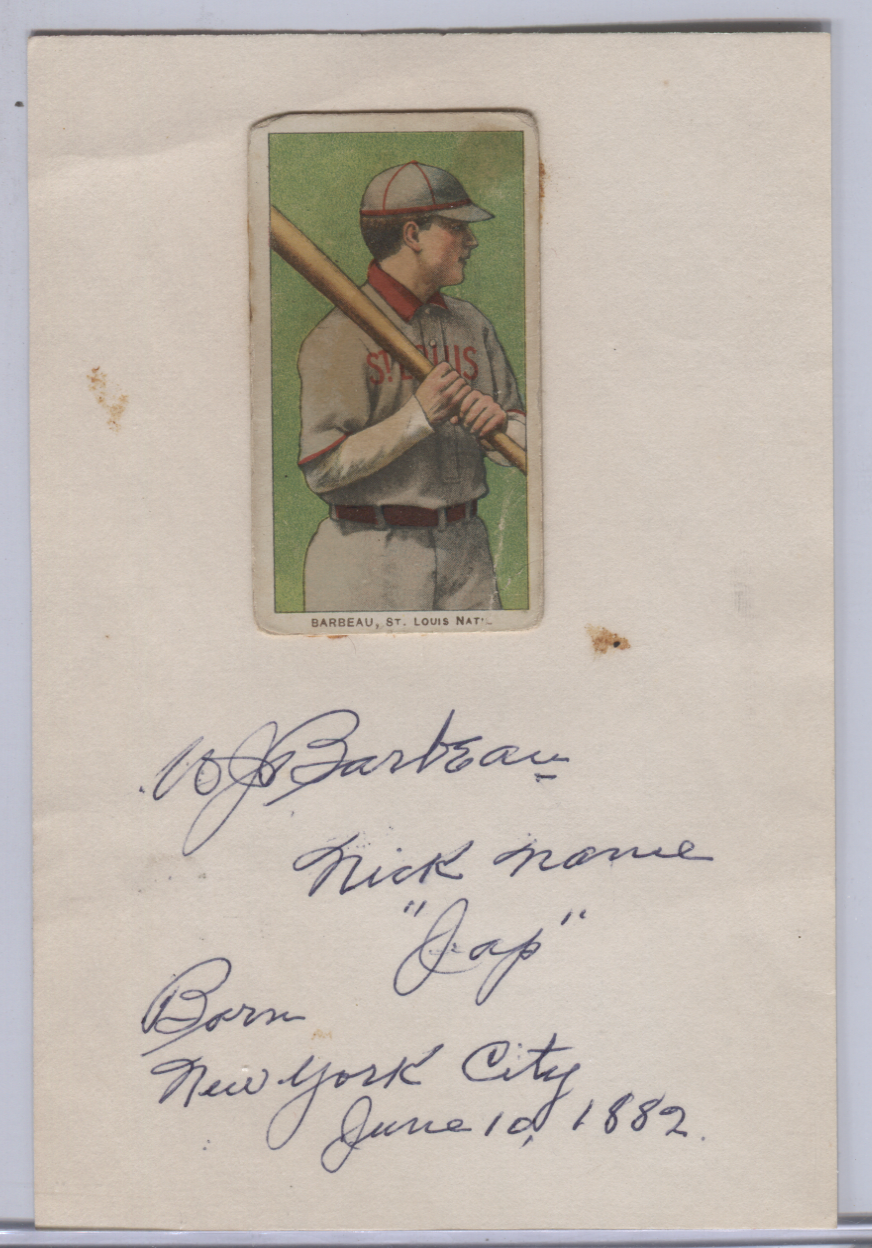 ST. LOUIS
BARBEAU, ST. LOUIS NAT'L
W J Barbeau
Nick name
"Jap"
Born
New York City
June 10, 1882.